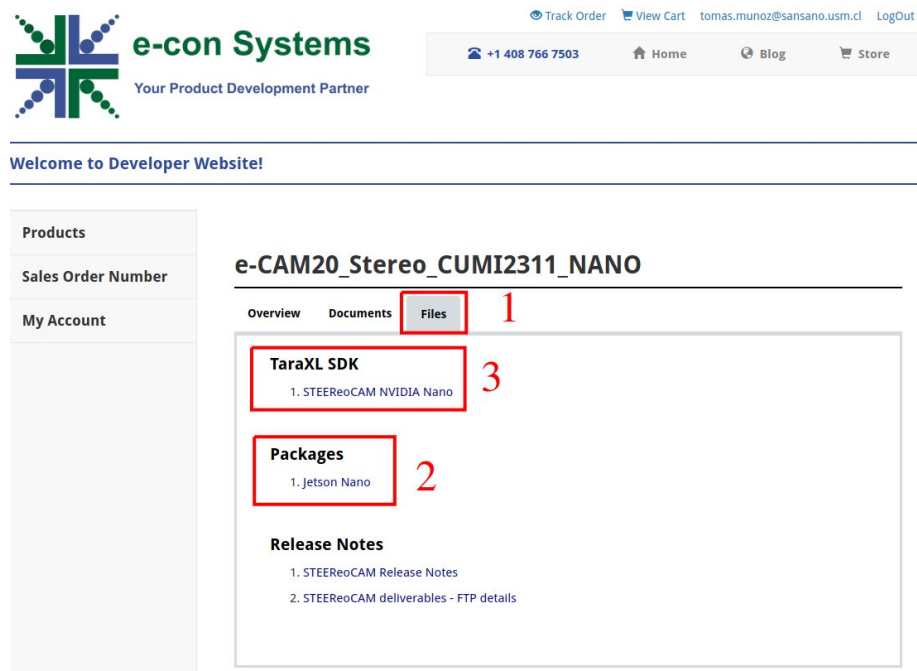 Track Order View Cart tomas.munoz@sansano.usm.cl LogOut
e-con Systems
Your Product Development Partner
+1 408 766 7503 Home Blog Store
Welcome to Developer Website!
Products
Sales Order Number
My Account
e-CAM20_Stereo_CUMI2311_NANO
Overview Documents Files 1
TaraXL SDK
1. STEEReoCAM NVIDIA Nano
3
Packages
1. Jetson Nano
2
Release Notes
1. STEEReoCAM Release Notes
2. STEEReoCAM deliverables - FTP details